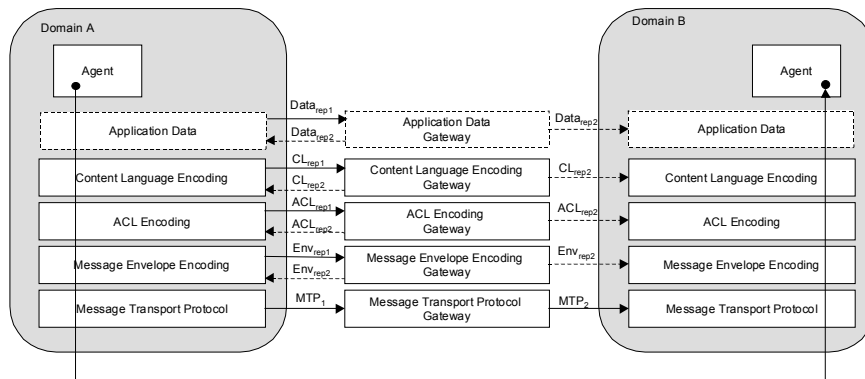 Domain A
Domain B
Agent
Agent
Data_rep1
Application Data
Data_rep2
Application Data
Gateway
Data_rep2
Application Data
CL_rep1
Content Language Encoding
CL_rep2
Content Language Encoding
Gateway
CL_rep2
Content Language Encoding
ACL_rep1
ACL Encoding
ACL_rep2
ACL Encoding
Gateway
ACL_rep2
ACL Encoding
Env_rep1
Message Envelope Encoding
Env_rep2
Message Envelope Encoding
Gateway
Env_rep2
Message Envelope Encoding
Message Transport Protocol
MTP_1
Message Transport Protocol
Gateway
MTP_2
Message Transport Protocol